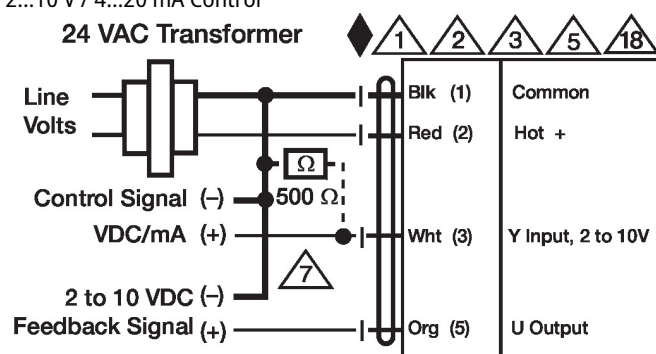 2...10 V / 4...20 mA Control
24 VAC Transformer
1 2 3 5 18
Line
Volts
Blk (1) Common
Red (2) Hot +
Ω
500 Ω
Control Signal (–)
VDC/mA (+)
Wht (3) Y Input, 2 to 10V
7
2 to 10 VDC (–)
Feedback Signal (+)
Org (5) U Output